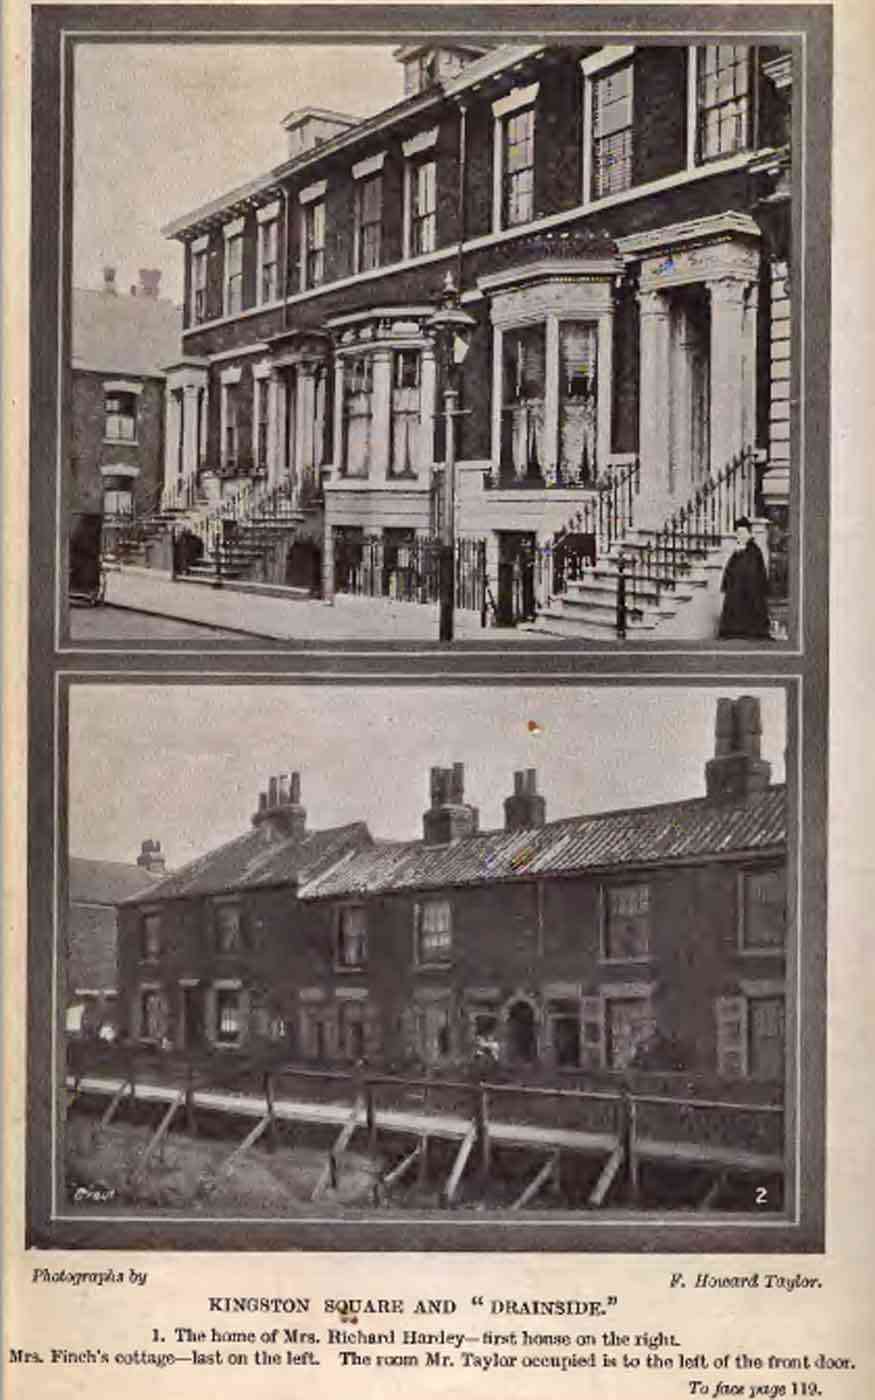 2
Photographs by F. Howard Taylor.
KINGSTON SQUARE AND "DRAINSIDE."
1. The home of Mrs. Richard Hardey—first house on the right.
Mrs. Finch's cottage—last on the left. The room Mr. Taylor occupied is to the left of the front door.
To face page 119.